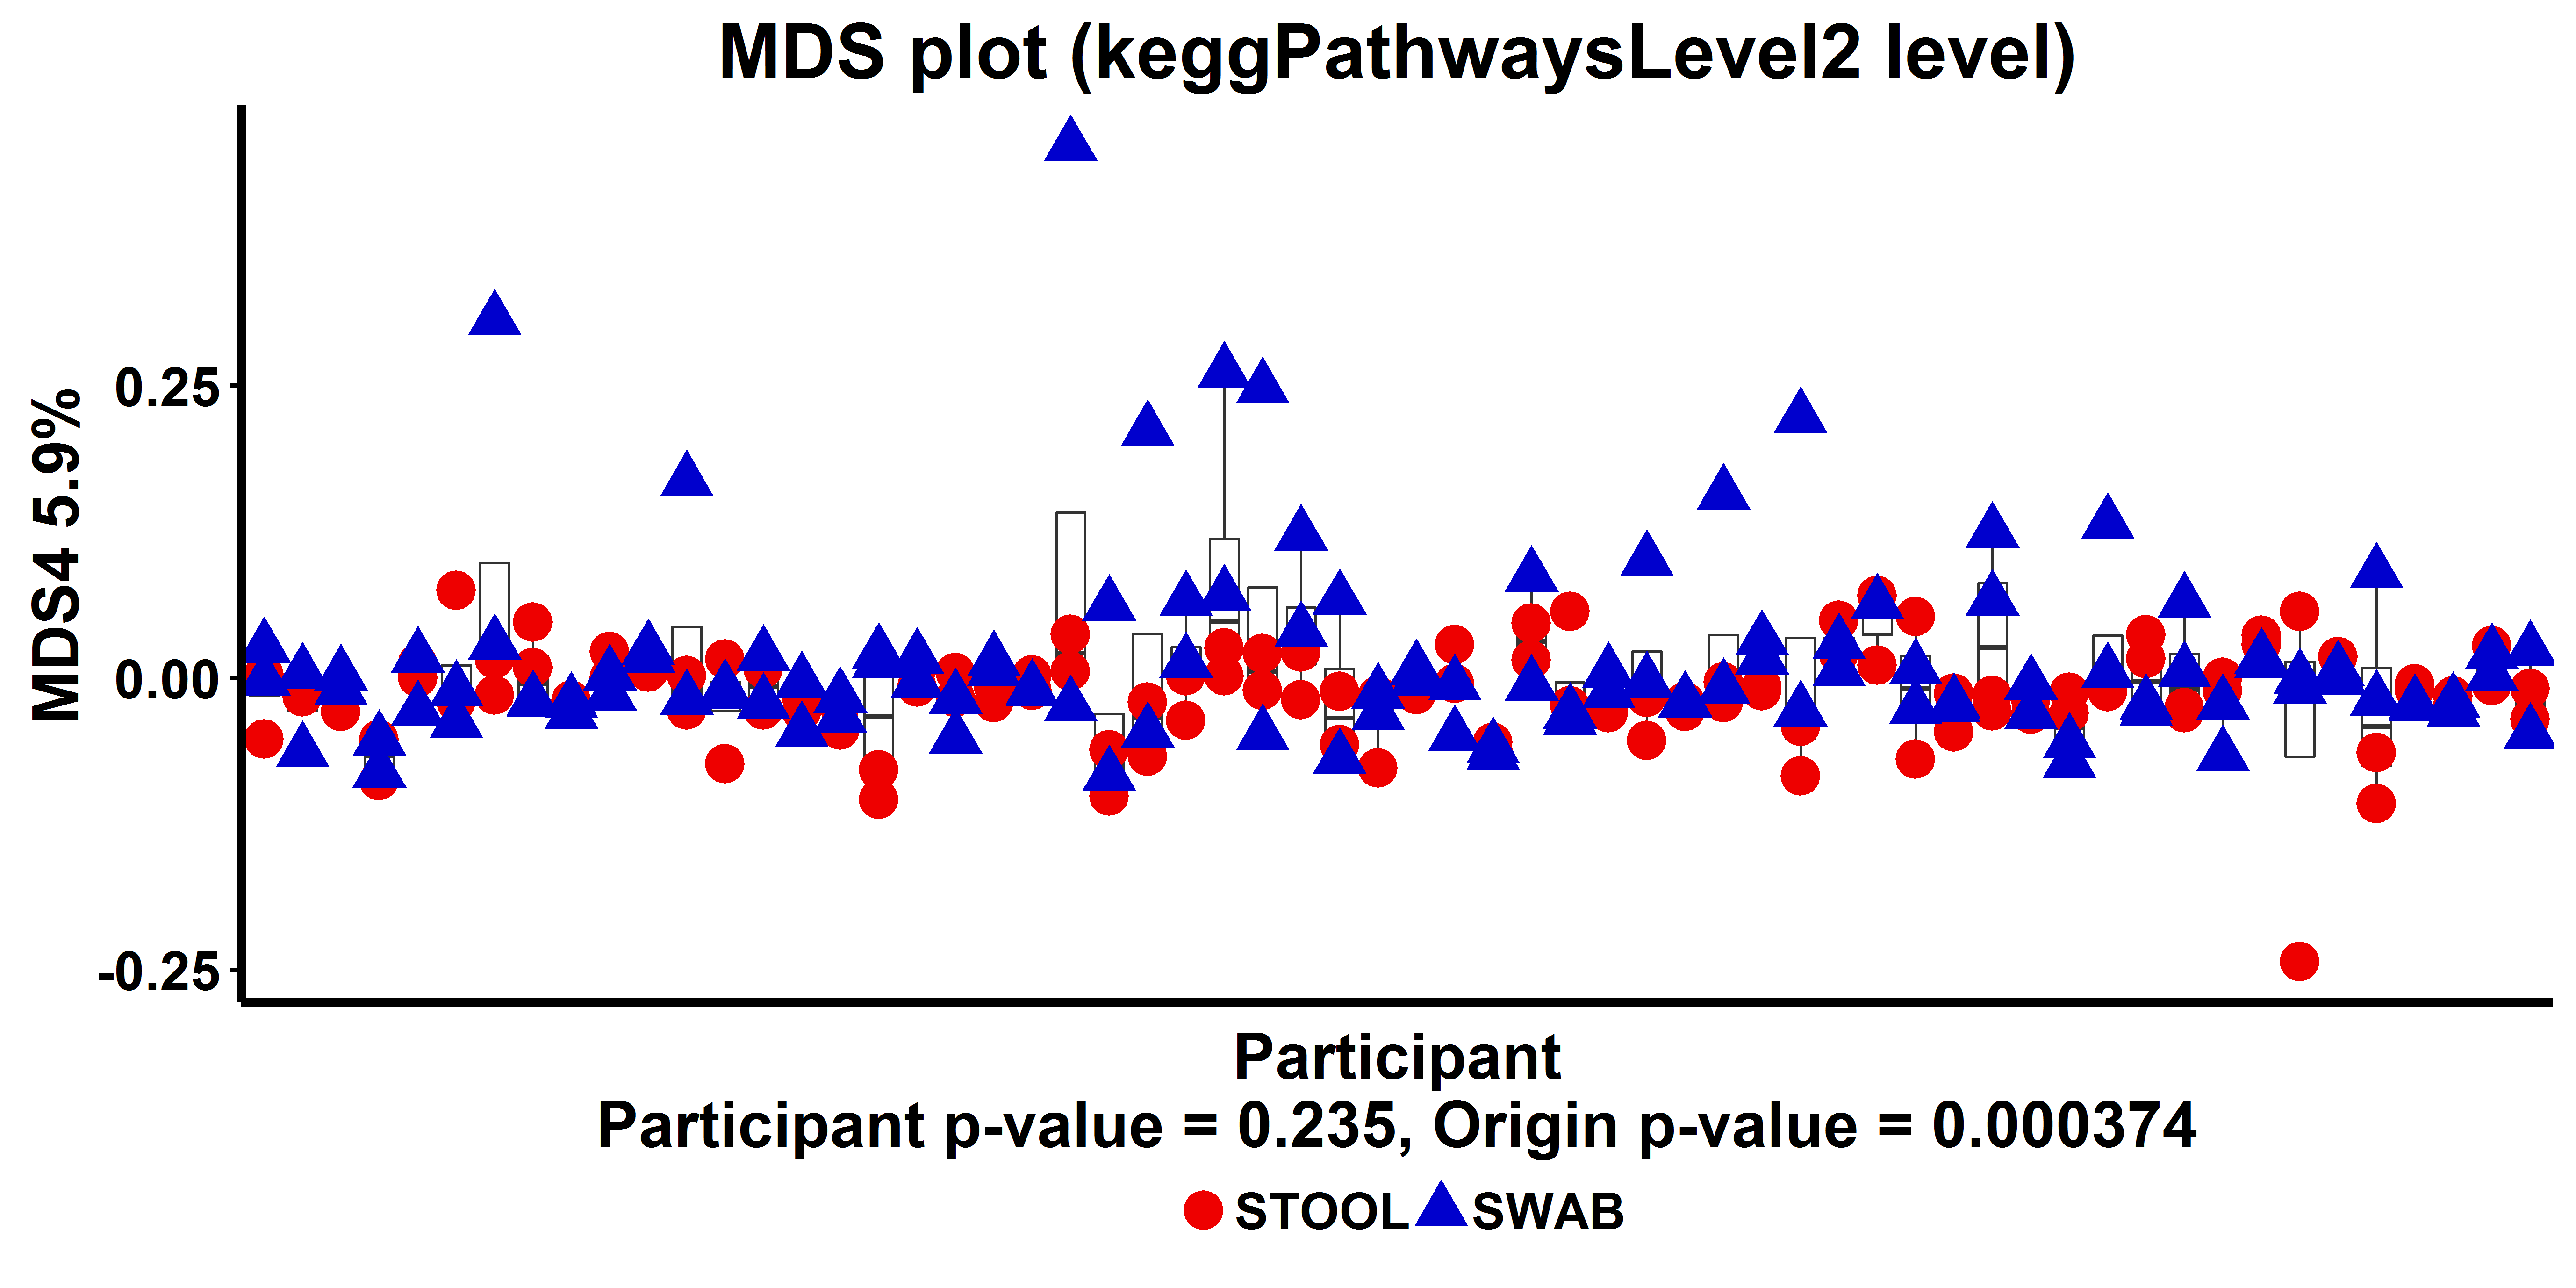 MDS plot (keggPathwaysLevel2 level)
MDS4 5.9%
0.25
0.00
-0.25
Participant
Participant p-value = 0.235, Origin p-value = 0.000374
STOOL SWAB